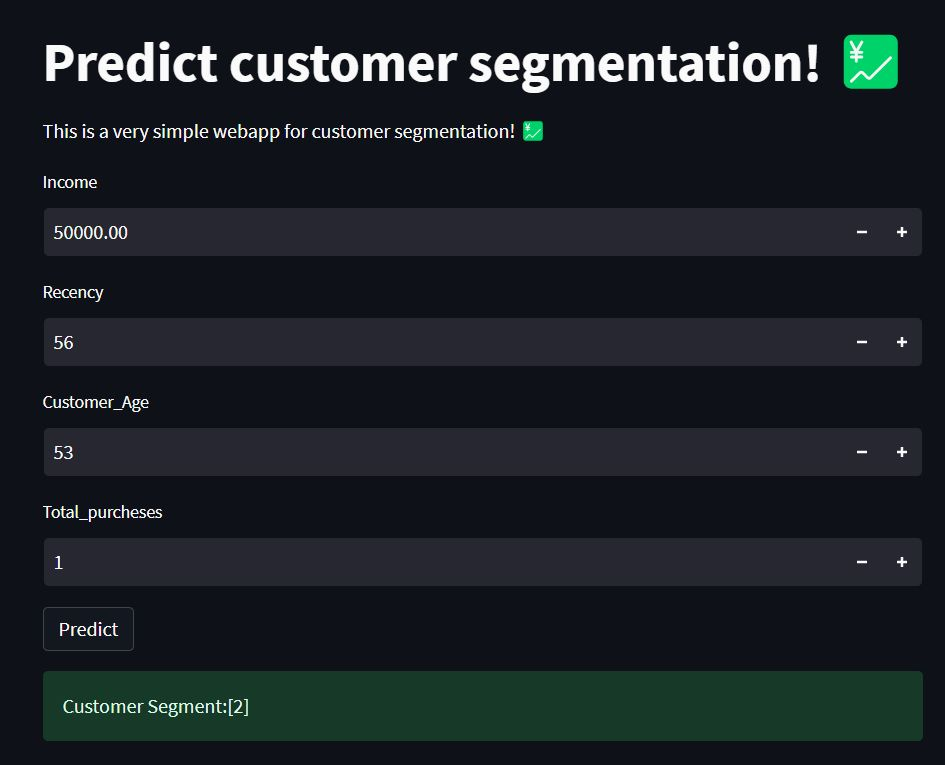 Predict customer segmentation! 💹
This is a very simple webapp for customer segmentation! 💹
Income
50000.00
Recency
56
Customer_Age
53
Total_purcheses
1
Predict
Customer Segment:[2]